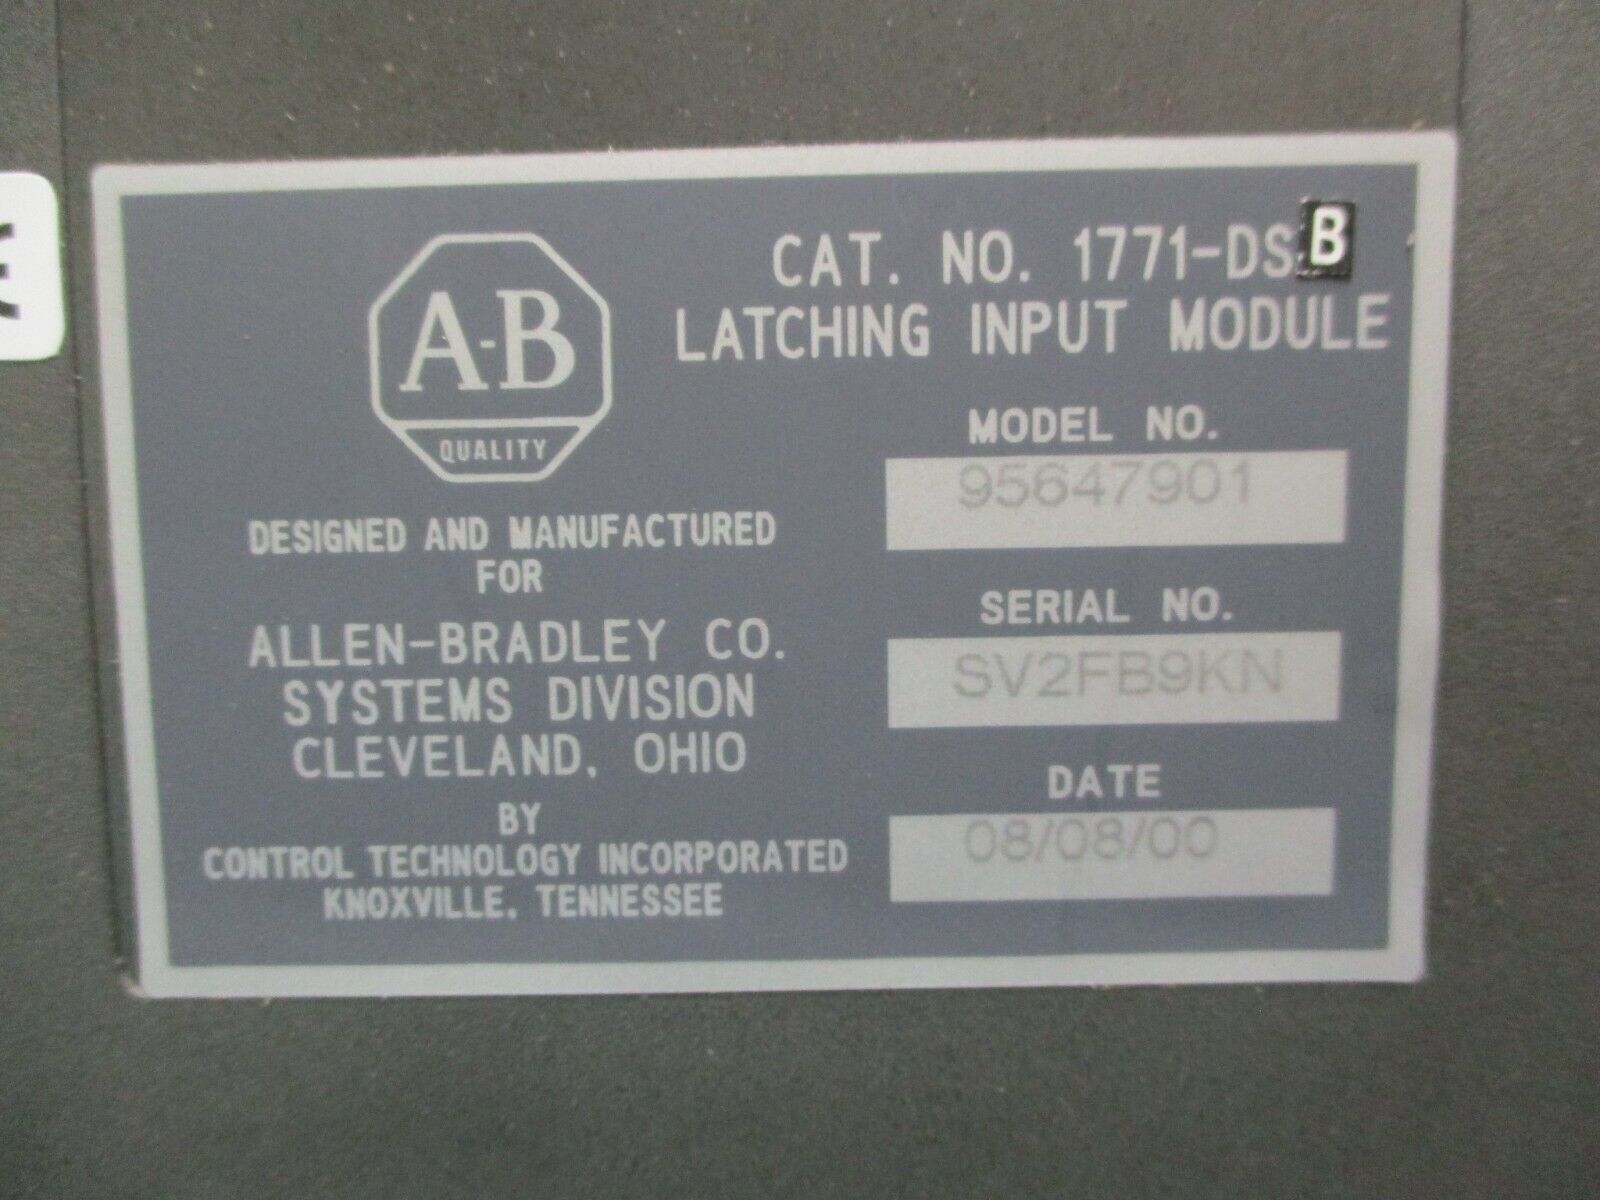 A-B
QUALITY
DESIGNED AND MANUFACTURED
FOR
ALLEN-BRADLEY CO.
SYSTEMS DIVISION
CLEVELAND, OHIO
BY
CONTROL TECHNOLOGY INCORPORATED
KNOXVILLE, TENNESSEE
CAT. NO. 1771-DS B
LATCHING INPUT MODULE
MODEL NO.
95647901
SERIAL NO.
SV2FB9KN
DATE
08/08/00